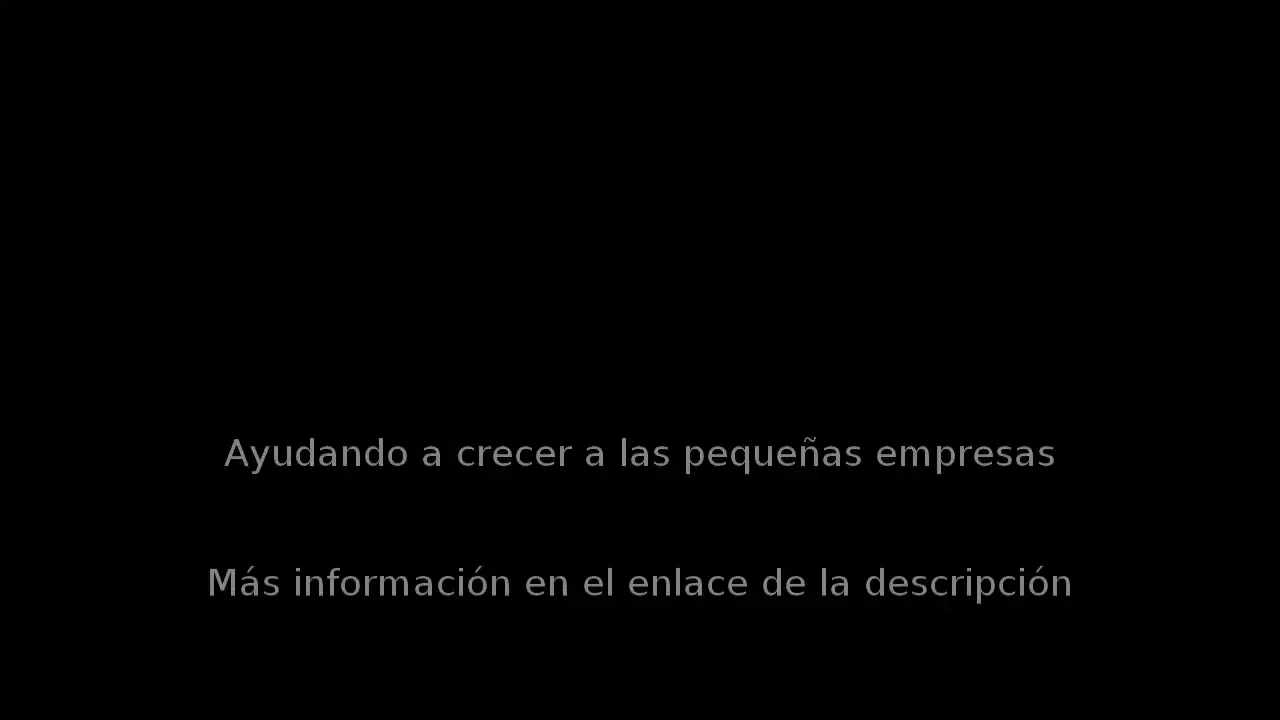 Ayudando a crecer a las pequeñas empresas
Más información en el enlace de la descripción